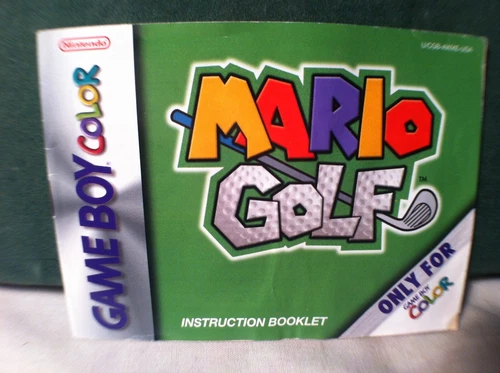 Nintendo
GAME BOY COLOR
MARIO
GOLF
TM
INSTRUCTION BOOKLET
ONLY FOR
GAME BOY
COLOR